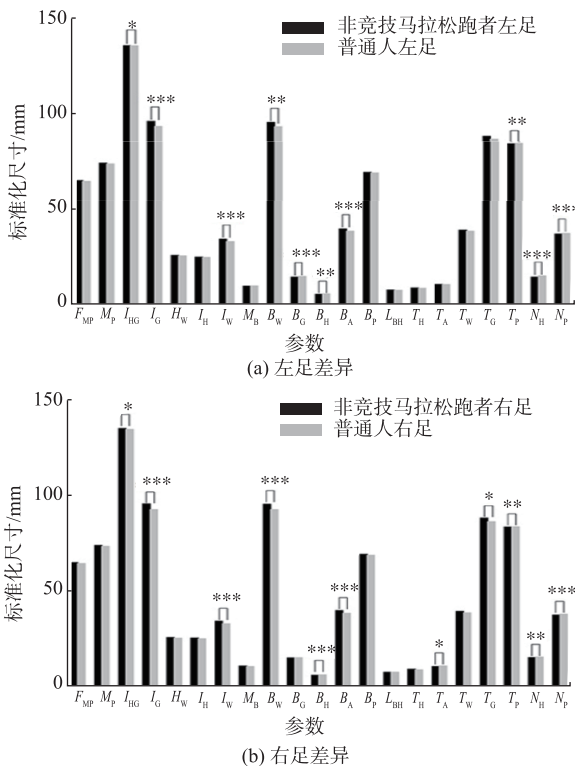 150
100
50
0
标准化尺寸/mm
非竞技马拉松跑者左足
普通人左足
* *** *** ** *** ** *** ** *** ***
F_MP M_P I_HG I_G H_W I_H I_W M_B B_W B_G B_H B_A B_P L_BH T_H T_A T_W T_G T_P N_H N_P
参数
(a) 左足差异
150
100
50
0
标准化尺寸/mm
非竞技马拉松跑者右足
普通人右足
* *** *** *** *** *** * * ** ** ***
F_MP M_P I_HG I_G H_W I_H I_W M_B B_W B_G B_H B_A B_P L_BH T_H T_A T_W T_G T_P N_H N_P
参数
(b) 右足差异